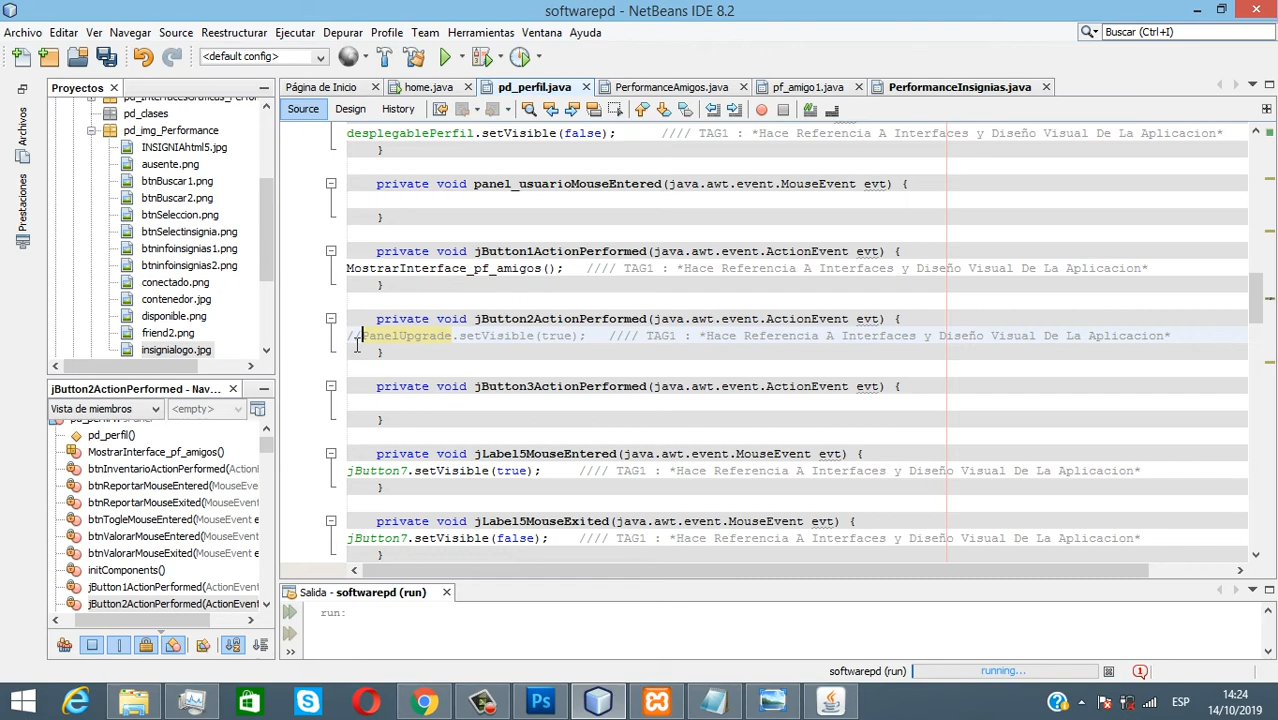 softwarepd - NetBeans IDE 8.2
Archivo Editar Ver Navegar Source Reestructurar Ejecutar Depurar Profile Team Herramientas Ventana Ayuda
Buscar (Ctrl+I)
<default config>
Proyectos
Página de Inicio home.java pd_perfil.java PerformanceAmigos.java pf_amigo1.java PerformanceInsignias.java
Source Design History
Archivos
Prestaciones
pd_clases
pd_img_Performance
INSIGNIAhtml5.jpg
ausente.png
btnBuscar1.png
btnBuscar2.png
btnSeleccion.png
btnSelectinsignia.png
btninfoinsignias1.png
btninfoinsignias2.png
conectado.png
contenedor.jpg
disponible.png
friend2.png
insignialogo.jpg
desplegablePerfil.setVisible(false); //// TAG1 : *Hace Referencia A Interfaces y Diseño Visual De La Aplicacion*
}
private void panel_usuarioMouseEntered(java.awt.event.MouseEvent evt) {
}
private void jButton1ActionPerformed(java.awt.event.ActionEvent evt) {
MostrarInterface_pf_amigos(); //// TAG1 : *Hace Referencia A Interfaces y Diseño Visual De La Aplicacion*
}
private void jButton2ActionPerformed(java.awt.event.ActionEvent evt) {
//PanelUpgrade.setVisible(true); //// TAG1 : *Hace Referencia A Interfaces y Diseño Visual De La Aplicacion*
}
private void jButton3ActionPerformed(java.awt.event.ActionEvent evt) {
}
private void jLabel5MouseEntered(java.awt.event.MouseEvent evt) {
jButton7.setVisible(true); //// TAG1 : *Hace Referencia A Interfaces y Diseño Visual De La Aplicacion*
}
private void jLabel5MouseExited(java.awt.event.MouseEvent evt) {
jButton7.setVisible(false); //// TAG1 : *Hace Referencia A Interfaces y Diseño Visual De La Aplicacion*
}
jButton2ActionPerformed - Nav...
Vista de miembros <empty>
pd_perfil()
MostrarInterface_pf_amigos()
btnInventarioActionPerformed(ActionEvent
btnReportarMouseEntered(MouseEvent
btnReportarMouseExited(MouseEvent
btnTogleMouseEntered(MouseEvent e
btnValorarMouseEntered(MouseEvent
btnValorarMouseExited(MouseEvent e
initComponents()
jButton1ActionPerformed(ActionEvent
jButton2ActionPerformed(ActionEvent
Salida - softwarepd (run)
run:
softwarepd (run) running...
1
Ps
ESP
14:24
14/10/2019